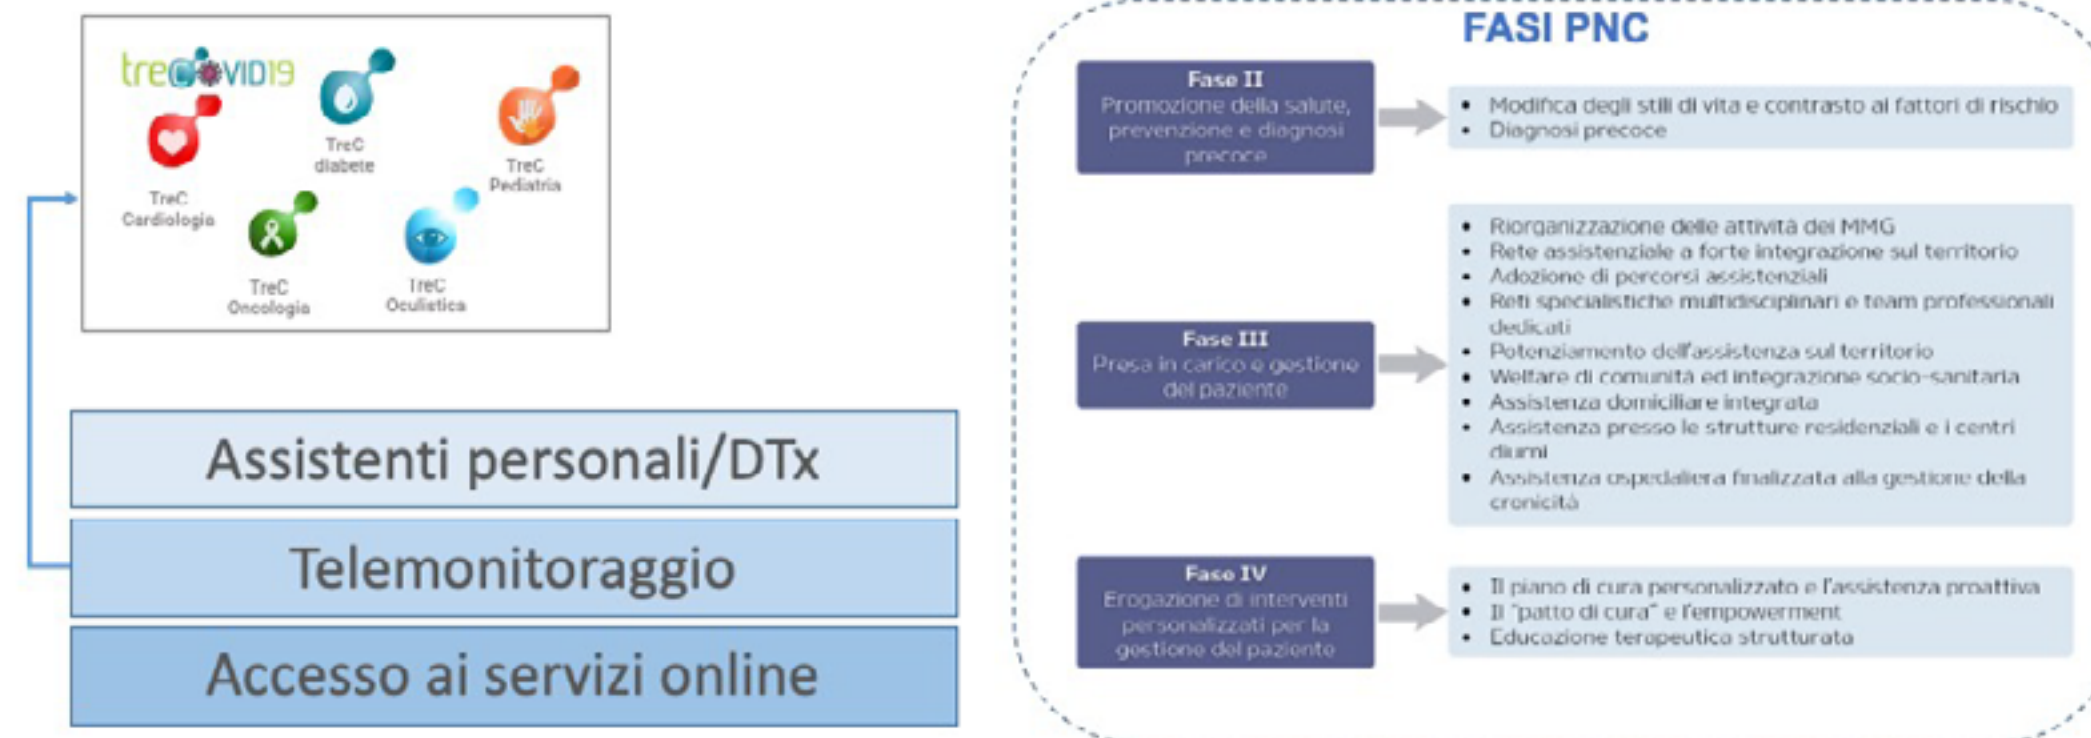 treCOVID19
TreC
Cardiologia
TreC
diabete
TreC
Pediatria
TreC
Oncologia
TreC
Oculistica
Assistenti personali/DTx
Telemonitoraggio
Accesso ai servizi online
FASI PNC
Fase II
Promozione della salute,
prevenzione e diagnosi
precoce
• Modifica degli stili di vita e contrasto ai fattori di rischio
• Diagnosi precoce
Fase III
Presa in carico e gestione
del paziente
• Riorganizzazione delle attività dei MMG
• Rete assistenziale a forte integrazione sul territorio
• Adozione di percorsi assistenziali
• Reti specialistiche multidisciplinari e team professionali
dedicati
• Potenziamento dell'assistenza sul territorio
• Welfare di comunità ed integrazione socio-sanitaria
• Assistenza domiciliare integrata
• Assistenza presso le strutture residenziali e i centri
diurni
• Assistenza ospedaliera finalizzata alla gestione della
cronicità
Fase IV
Erogazione di interventi
personalizzati per la
gestione del paziente
• Il piano di cura personalizzato e l'assistenza proattiva
• Il "patto di cura" e l'empowerment
• Educazione terapeutica strutturata